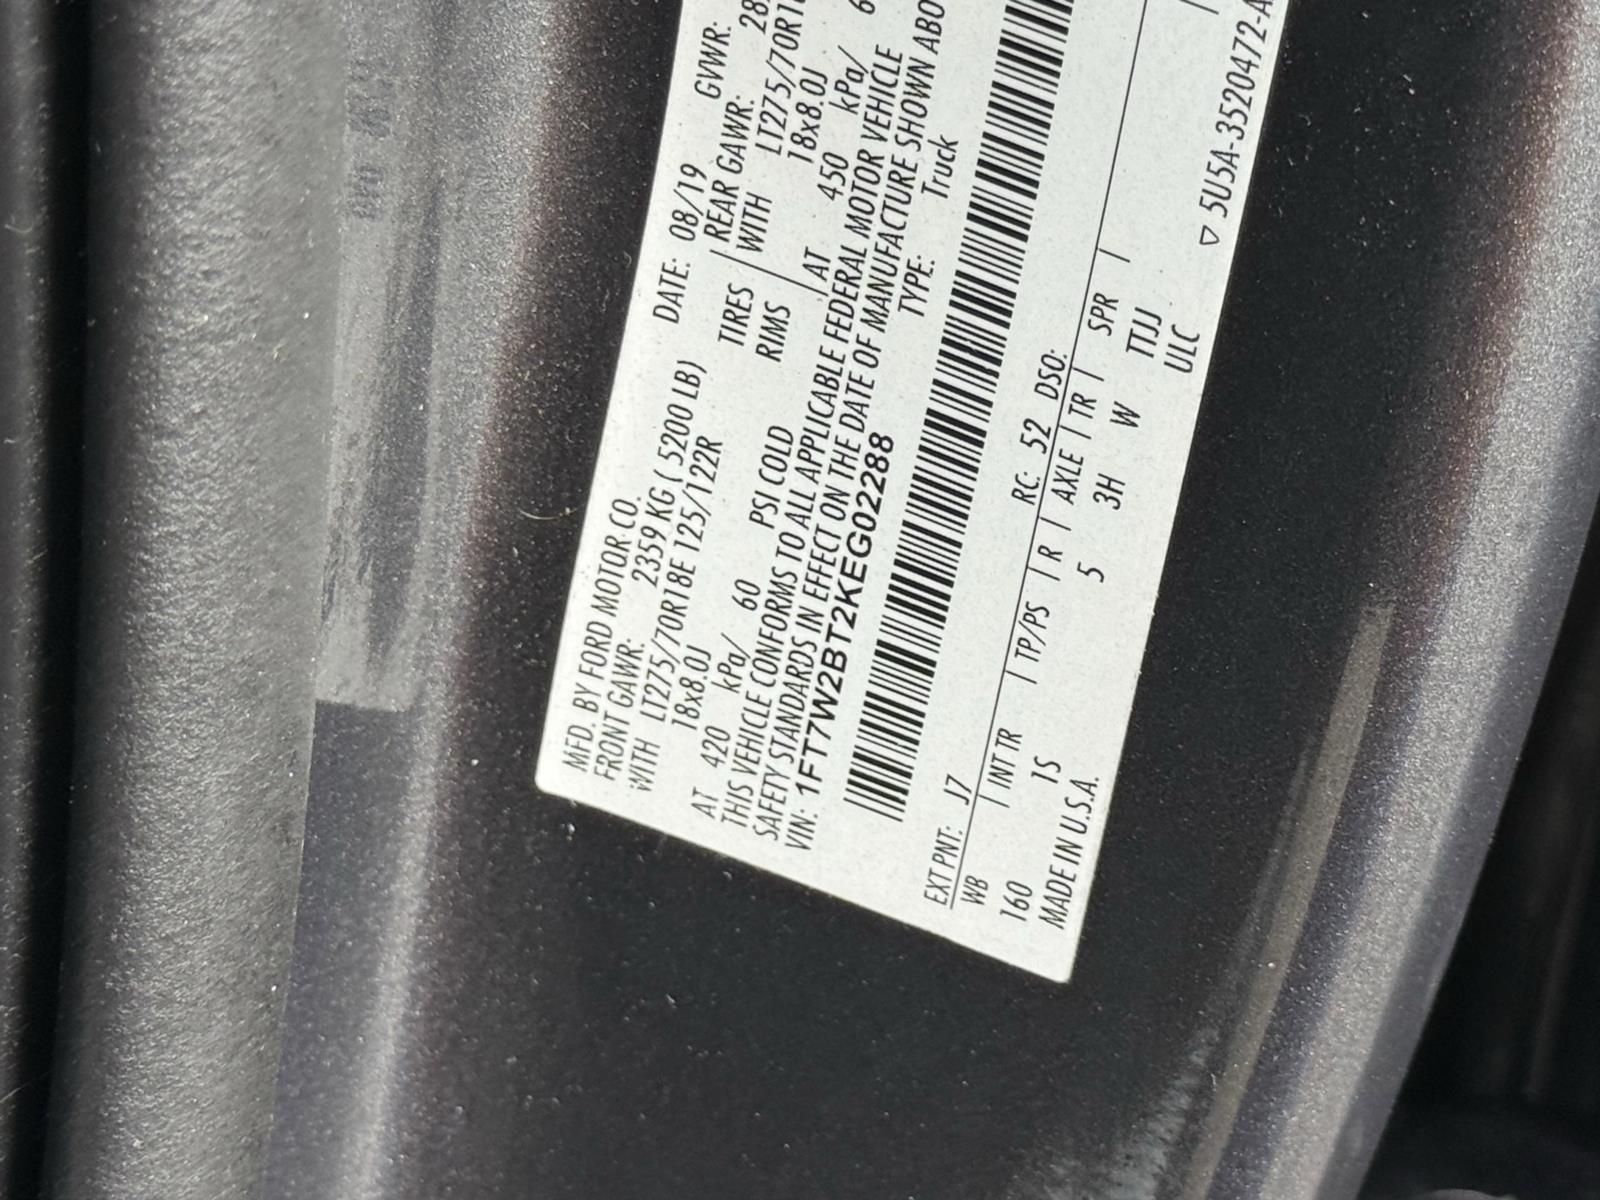 MFD. BY FORD MOTOR CO.
DATE: 08/19 GVWR:
FRONT GAWR: 2359 KG ( 5200 LB)
REAR GAWR: 28
WITH LT275/70R18E 125/122R TIRES WITH LT275/70R1
18x8.0J RIMS 18x8.0J
AT 420 kPa/ 60 PSI COLD AT 450 kPa/ 6
THIS VEHICLE CONFORMS TO ALL APPLICABLE FEDERAL MOTOR VEHICLE
SAFETY STANDARDS IN EFFECT ON THE DATE OF MANUFACTURE SHOWN ABO
VIN: 1FT7W2BT2KEG02288 TYPE: Truck
EXT PNT: J7 RC: 52 DSO:
WB | INT TR | TP/PS | R | AXLE | TR | SPR |
160 1S 5 3H W TTJJ
MADE IN U.S.A. ULC
▽ 5U5A-3520472-A